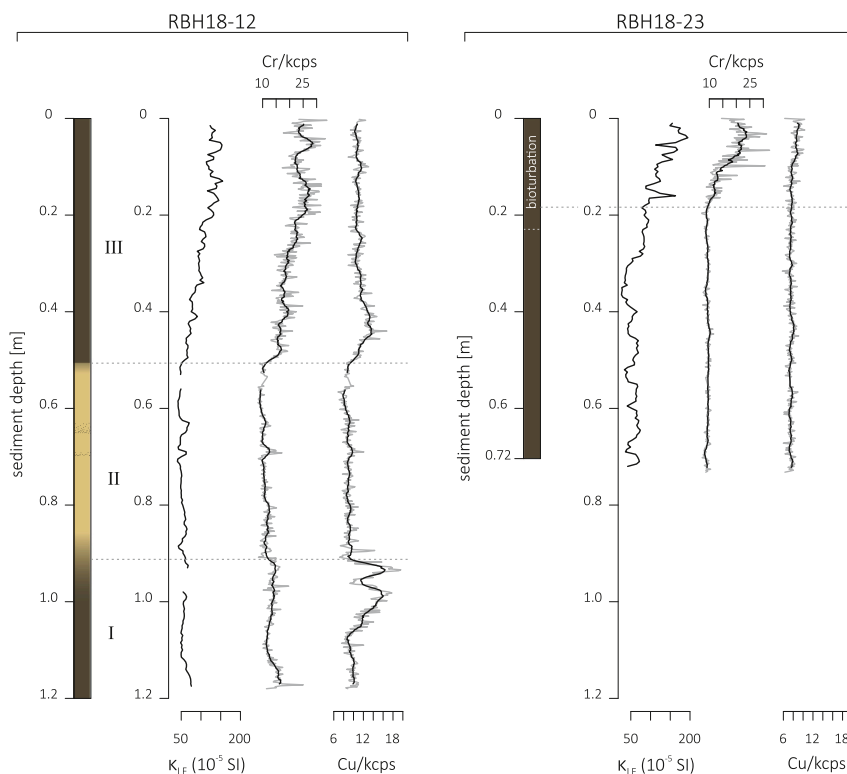 RBH18-12
RBH18-23
Cr/kcps
10 25
Cr/kcps
10 25
0
0.2
0.4
0.6
0.8
1.0
1.2
sediment depth [m]
III
II
I
0
0.2
0.4
0.6
0.8
1.0
1.2
50 200
κLF (10-5 SI)
6 12 18
Cu/kcps
0
0.2
0.4
0.6
0.72
sediment depth [m]
bioturbation
0
0.2
0.4
0.6
0.8
1.0
1.2
50 200
κLF (10-5 SI)
6 12 18
Cu/kcps